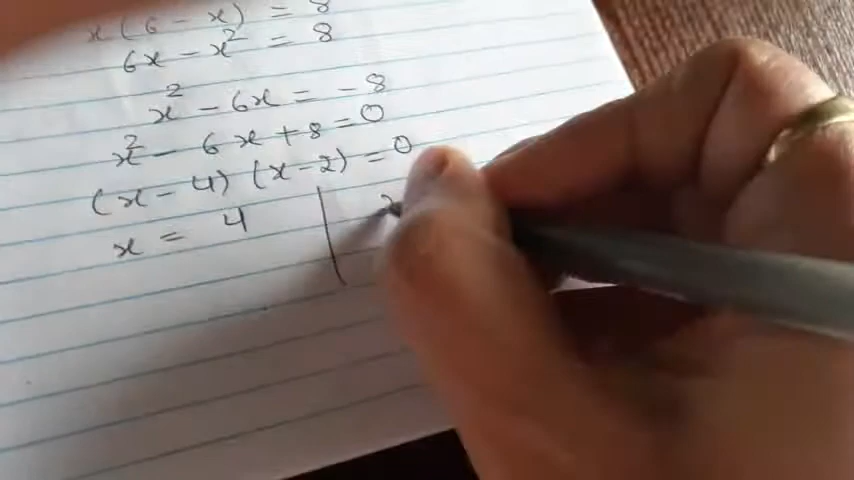 x(6 - x) = 8
6x - x² = 8
x² - 6x = -8
x² - 6x + 8 = 0
(x - 4) (x - 2) = 0
x = 4 |